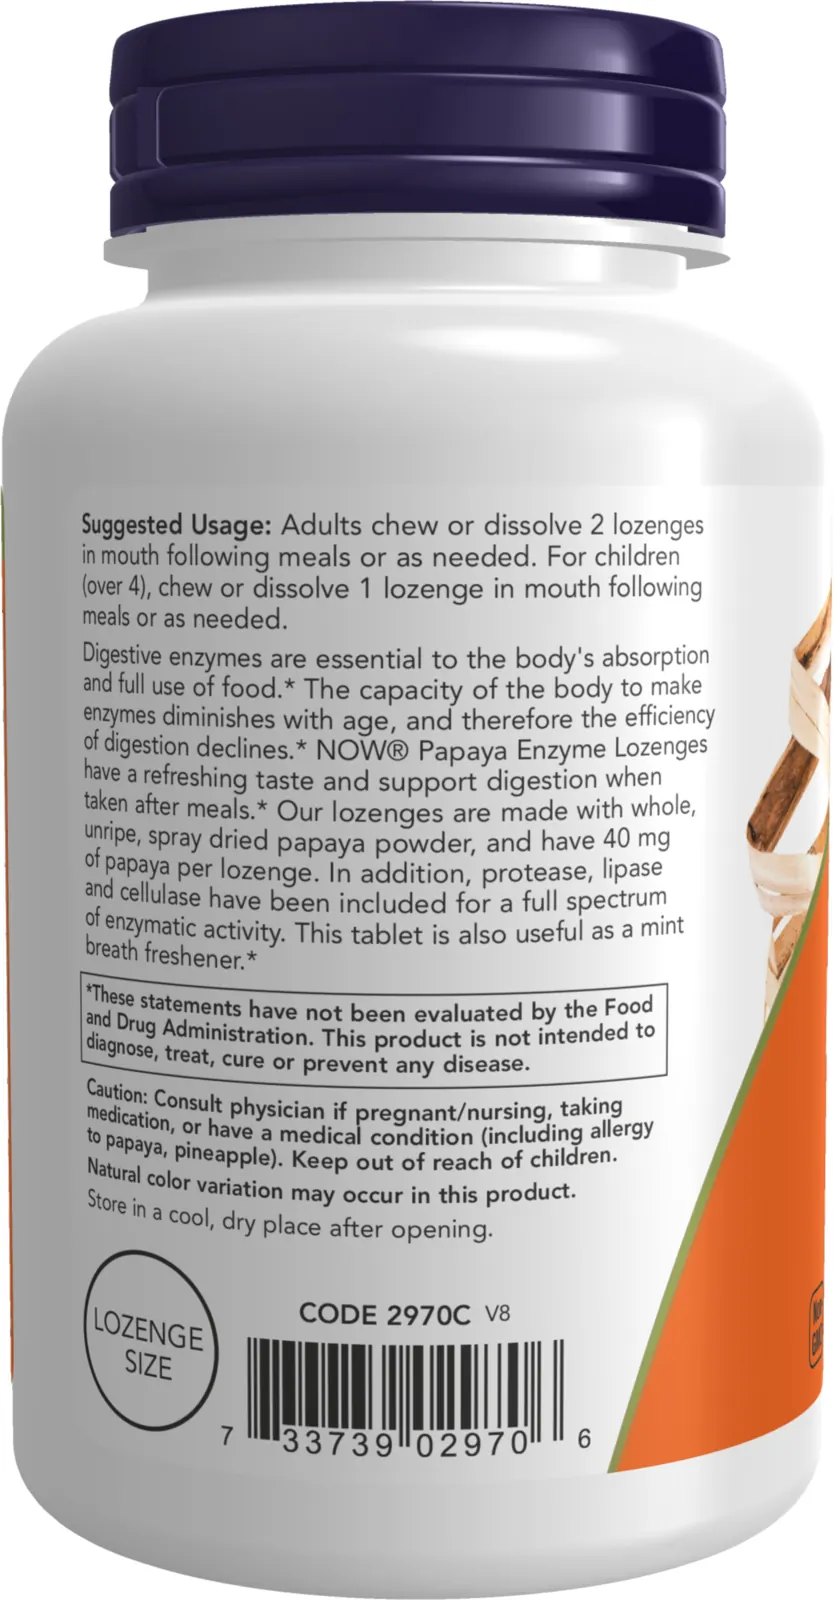 Suggested Usage: Adults chew or dissolve 2 lozenges
in mouth following meals or as needed. For children
(over 4), chew or dissolve 1 lozenge in mouth following
meals or as needed.
Digestive enzymes are essential to the body's absorption
and full use of food.* The capacity of the body to make
enzymes diminishes with age, and therefore the efficiency
of digestion declines.* NOW® Papaya Enzyme Lozenges
have a refreshing taste and support digestion when
taken after meals.* Our lozenges are made with whole,
unripe, spray dried papaya powder, and have 40 mg
of papaya per lozenge. In addition, protease, lipase
and cellulase have been included for a full spectrum
of enzymatic activity. This tablet is also useful as a mint
breath freshener.*
*These statements have not been evaluated by the Food
and Drug Administration. This product is not intended to
diagnose, treat, cure or prevent any disease.
Caution: Consult physician if pregnant/nursing, taking
medication, or have a medical condition (including allergy
to papaya, pineapple). Keep out of reach of children.
Natural color variation may occur in this product.
Store in a cool, dry place after opening.
LOZENGE
SIZE
CODE 2970C V8
7 33739 02970 6